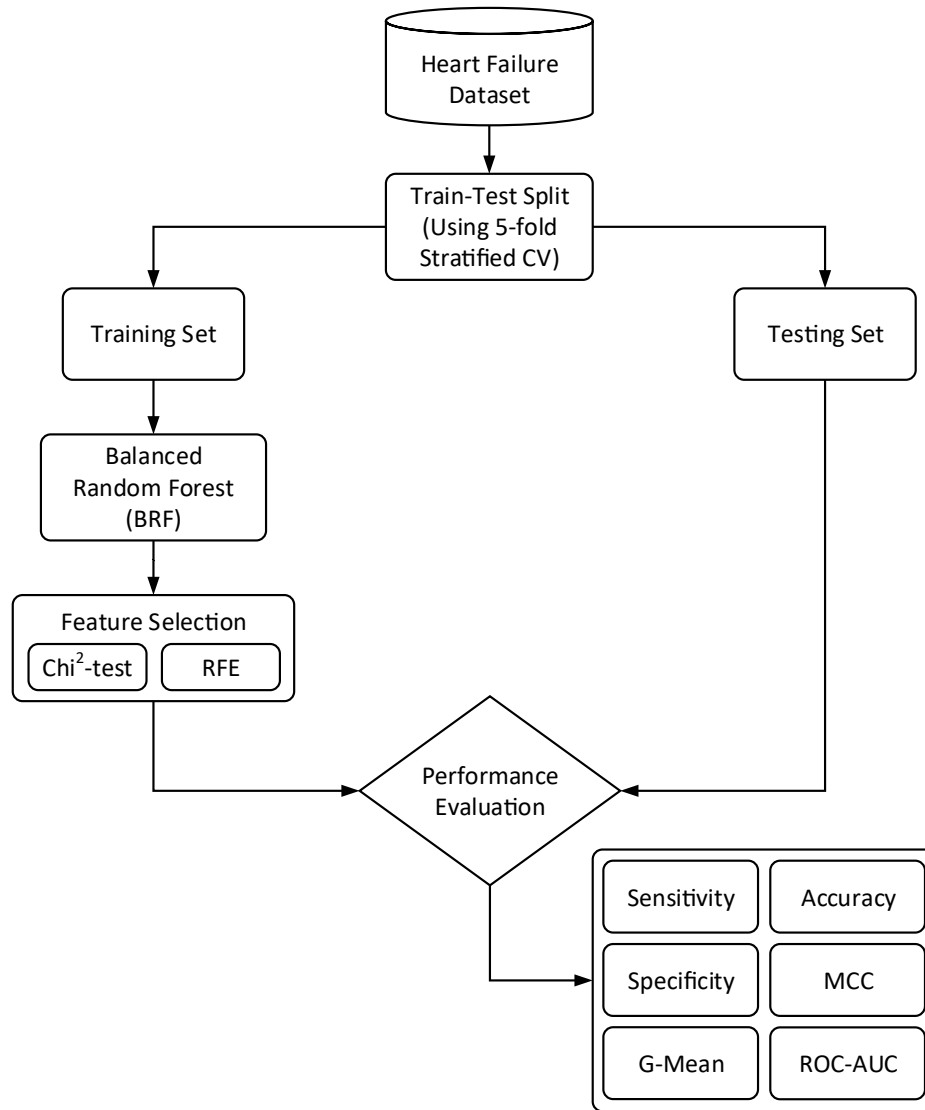 Heart Failure
Dataset
Train-Test Split
(Using 5-fold
Stratified CV)
Training Set
Testing Set
Balanced
Random Forest
(BRF)
Feature Selection
Chi²-test
RFE
Performance
Evaluation
Sensitivity
Accuracy
Specificity
MCC
G-Mean
ROC-AUC